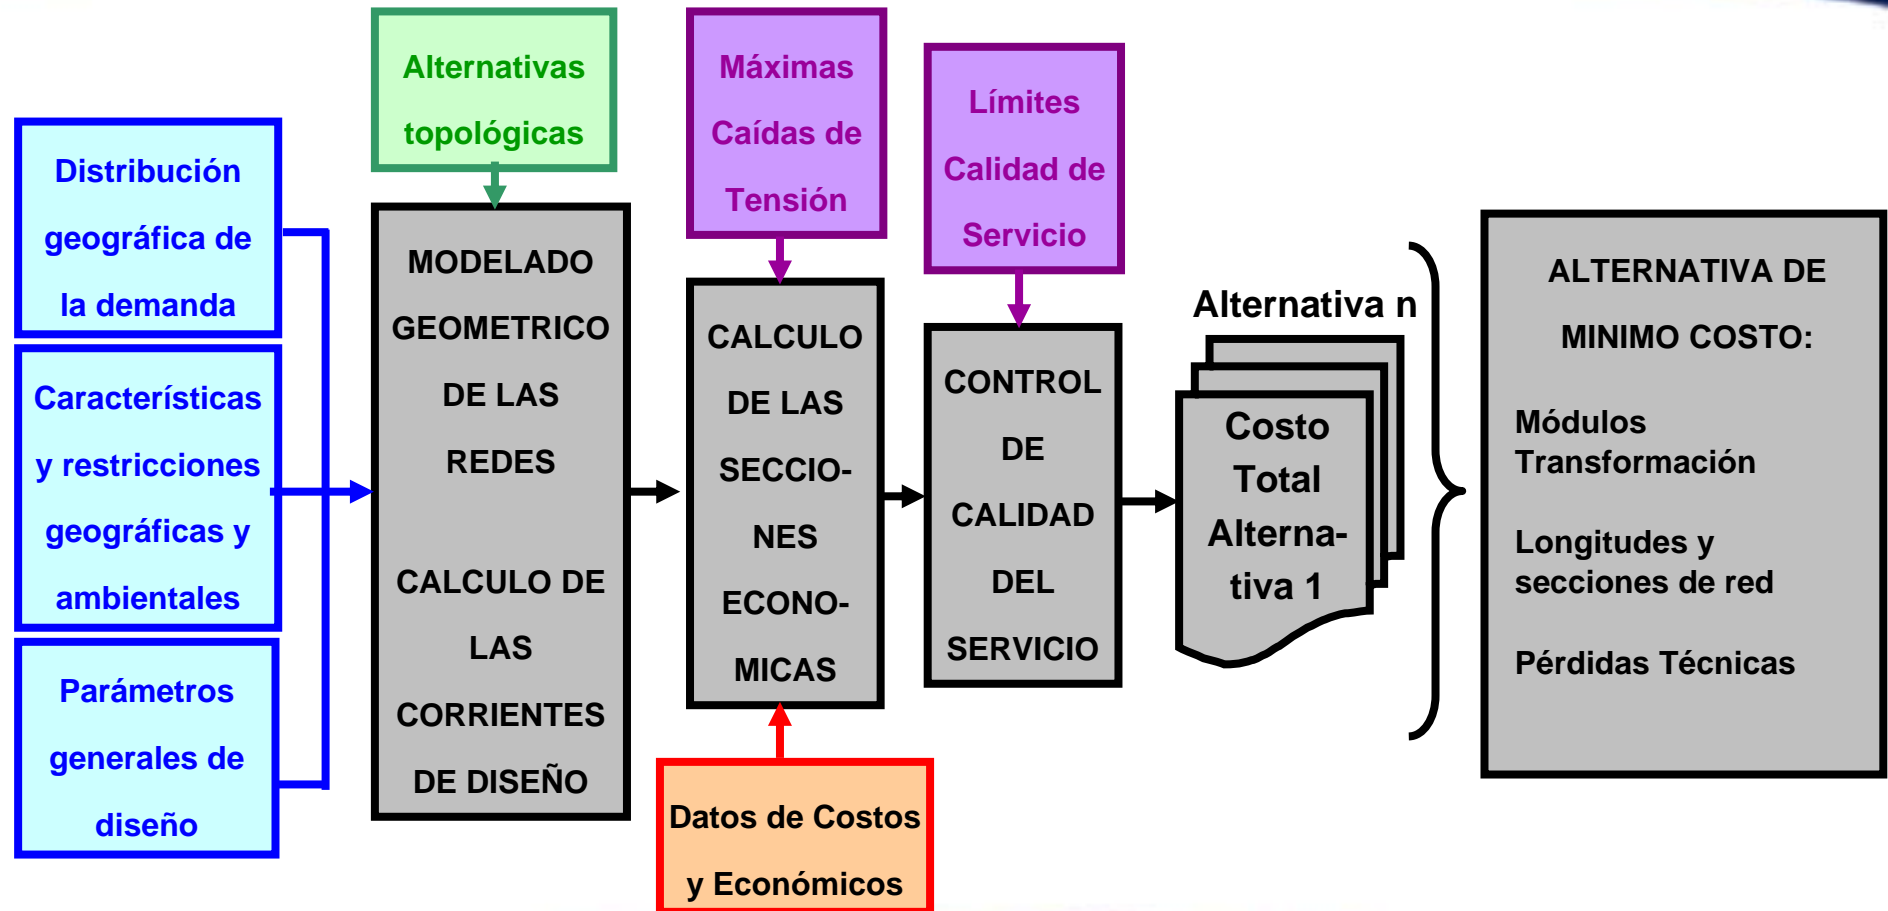 Distribución
geográfica de
la demanda
Características
y restricciones
geográficas y
ambientales
Parámetros
generales de
diseño
Alternativas
topológicas
MODELADO
GEOMETRICO
DE LAS
REDES
CALCULO DE
LAS
CORRIENTES
DE DISEÑO
Máximas
Caídas de
Tensión
CALCULO
DE LAS
SECCIO-
NES
ECONO-
MICAS
Datos de Costos
y Económicos
Límites
Calidad de
Servicio
CONTROL
DE
CALIDAD
DEL
SERVICIO
Alternativa n
Costo
Total
Alterna-
tiva 1
ALTERNATIVA DE
MINIMO COSTO:
Módulos
Transformación
Longitudes y
secciones de red
Pérdidas Técnicas